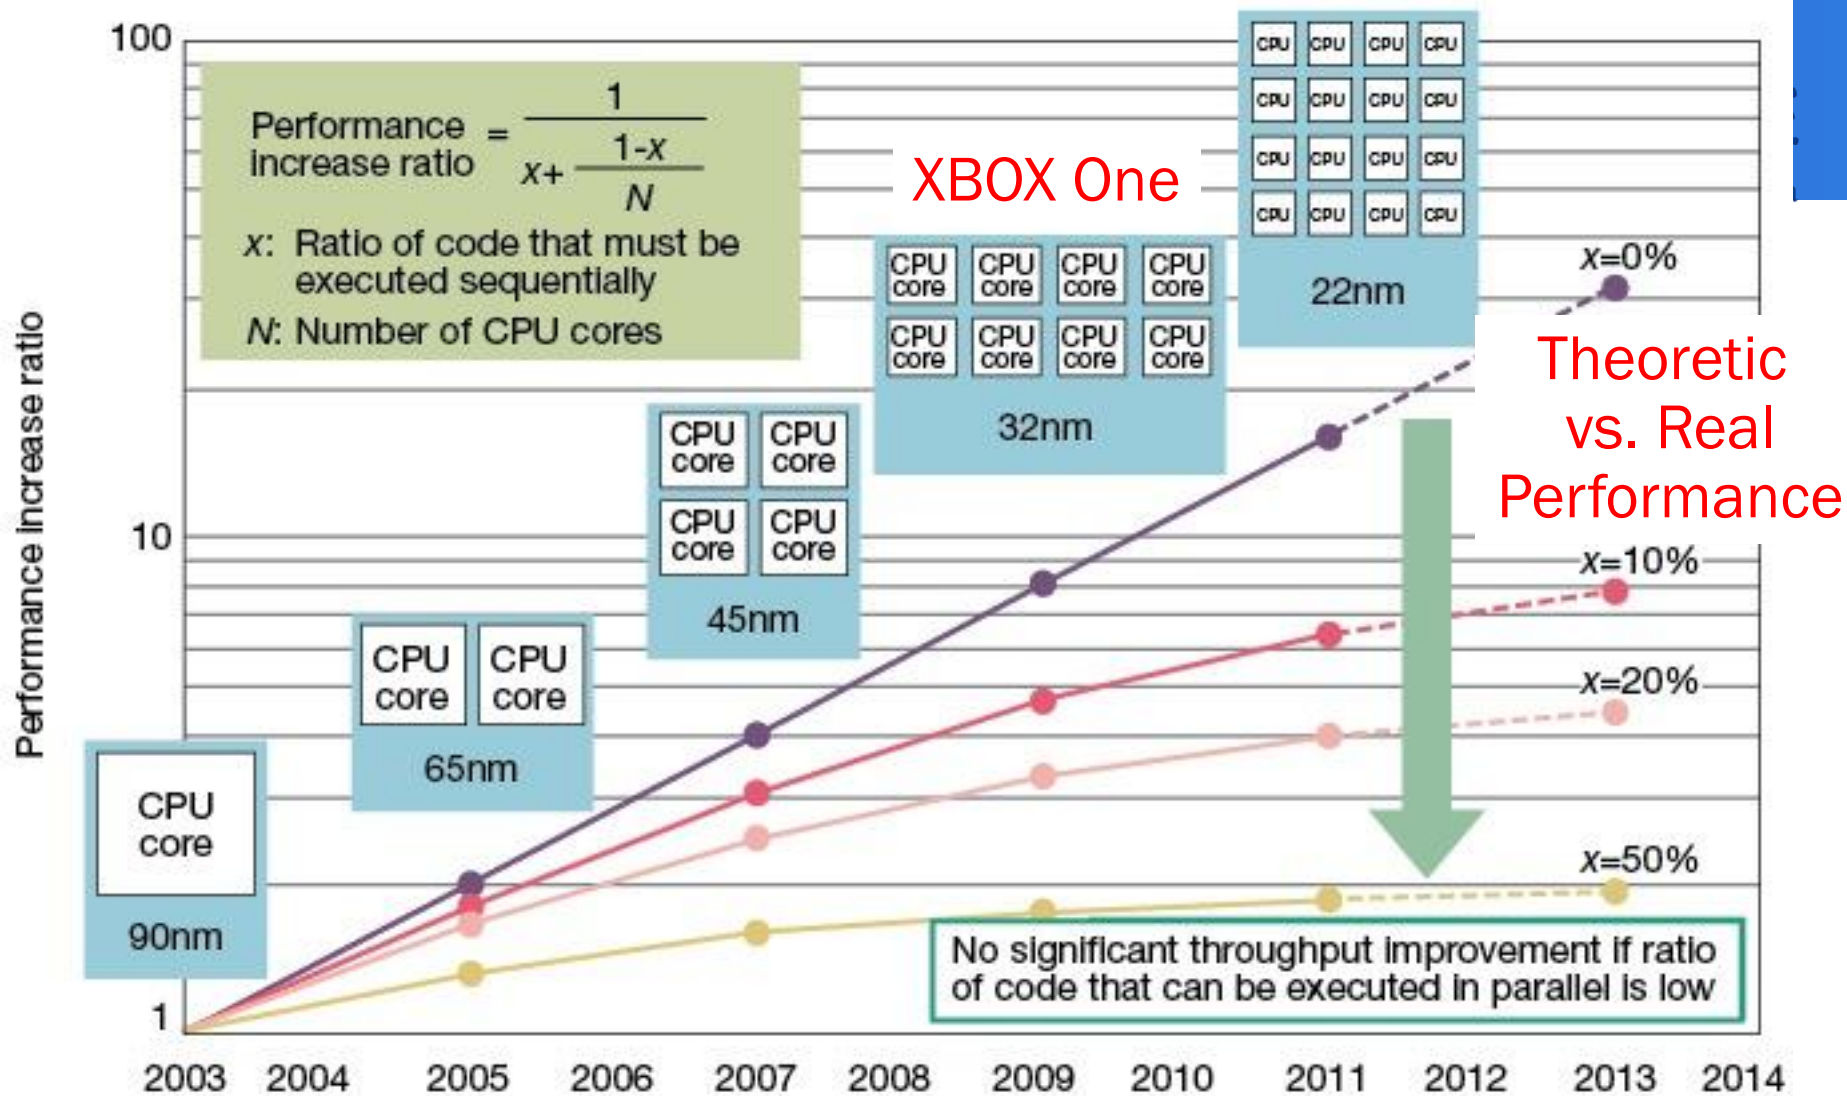 100
10
1
Performance increase ratio
Performance
increase ratio
=
1
x+
1-x
N
x: Ratio of code that must be
executed sequentially
N: Number of CPU cores
XBOX One
CPU CPU CPU CPU
CPU CPU CPU CPU
CPU CPU CPU CPU
CPU CPU CPU CPU
22nm
CPU CPU CPU CPU
core core core core
CPU CPU CPU CPU
core core core core
32nm
CPU CPU
core core
CPU CPU
core core
45nm
CPU CPU
core core
65nm
CPU
core
90nm
x=0%
Theoretic
vs. Real
Performance
x=10%
x=20%
x=50%
No significant throughput improvement if ratio
of code that can be executed in parallel is low
2003 2004 2005 2006 2007 2008 2009 2010 2011 2012 2013 2014